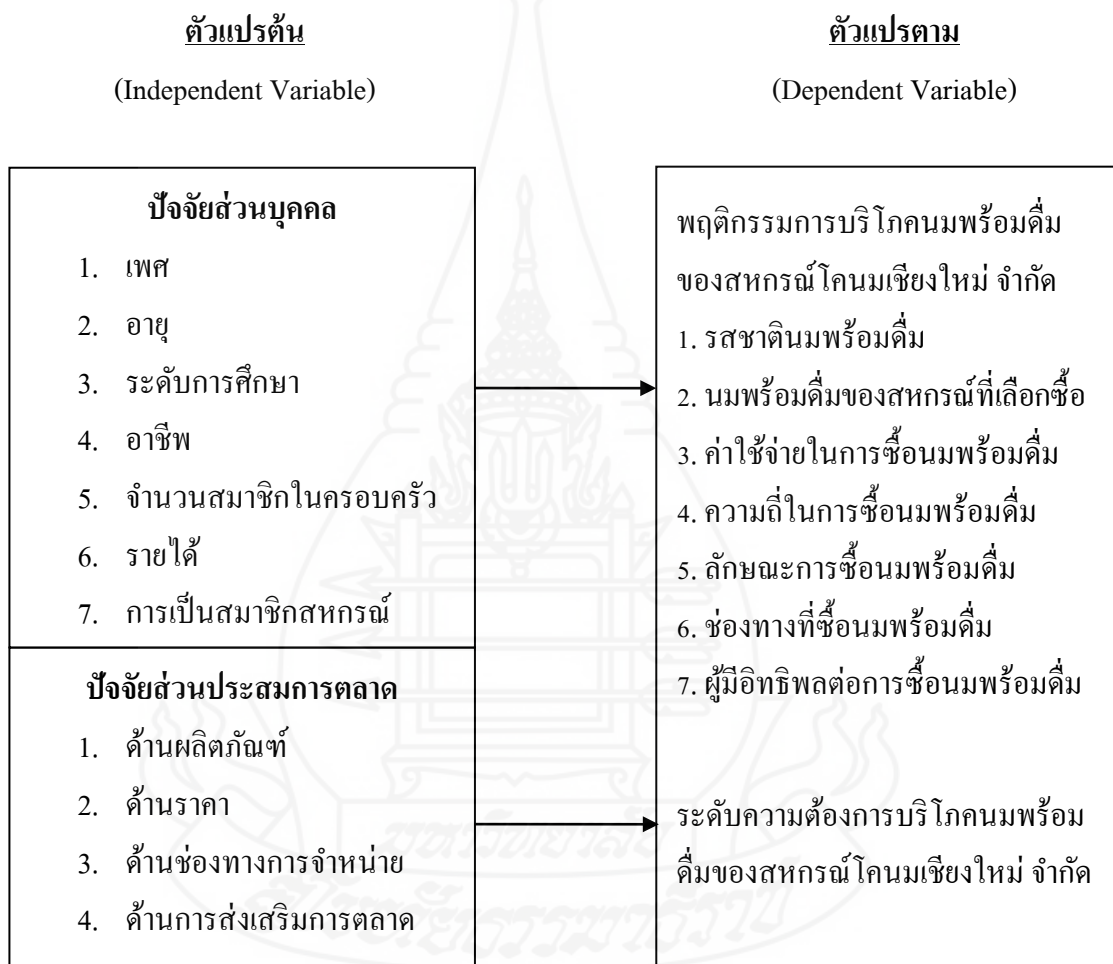 ตัวแปรต้น
(Independent Variable)
ปัจจัยส่วนบุคคล
1. เพศ
2. อายุ
3. ระดับการศึกษา
4. อาชีพ
5. จำนวนสมาชิกในครอบครัว
6. รายได้
7. การเป็นสมาชิกสหกรณ์
ปัจจัยส่วนประสมการตลาด
1. ด้านผลิตภัณฑ์
2. ด้านราคา
3. ด้านช่องทางการจำหน่าย
4. ด้านการส่งเสริมการตลาด
ตัวแปรตาม
(Dependent Variable)
พฤติกรรมการบริโภคนมพร้อมดื่ม
ของสหกรณ์โคนมเชียงใหม่ จำกัด
1. รสชาตินมพร้อมดื่ม
2. นมพร้อมดื่มของสหกรณ์ที่เลือกซื้อ
3. ค่าใช้จ่ายในการซื้อนมพร้อมดื่ม
4. ความถี่ในการซื้อนมพร้อมดื่ม
5. ลักษณะการซื้อนมพร้อมดื่ม
6. ช่องทางที่ซื้อนมพร้อมดื่ม
7. ผู้มีอิทธิพลต่อการซื้อนมพร้อมดื่ม
ระดับความต้องการบริโภคนมพร้อม
ดื่มของสหกรณ์โคนมเชียงใหม่ จำกัด